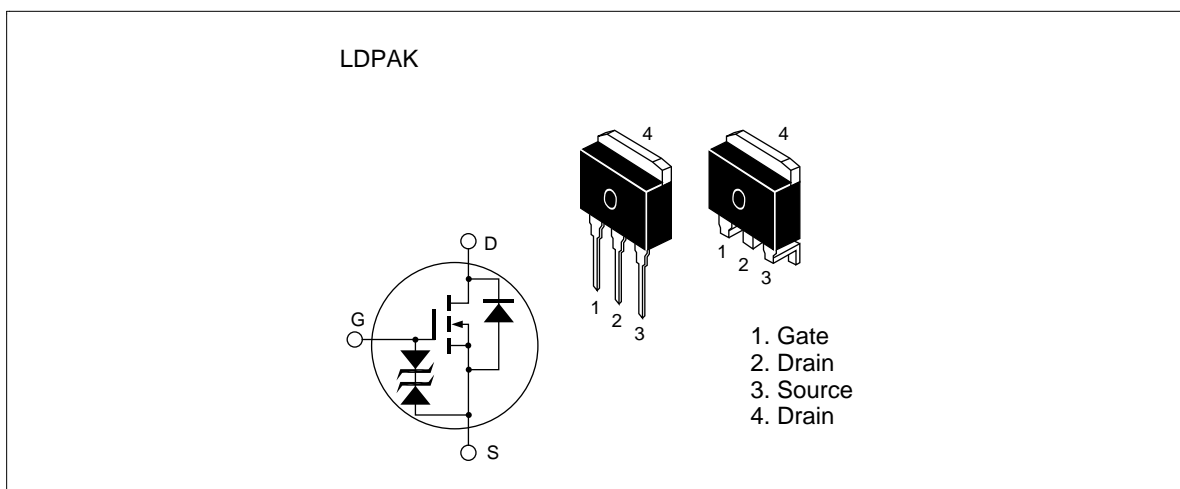 LDPAK
4
4
D
G
S
1
2
3
1
2
3
1. Gate
2. Drain
3. Source
4. Drain